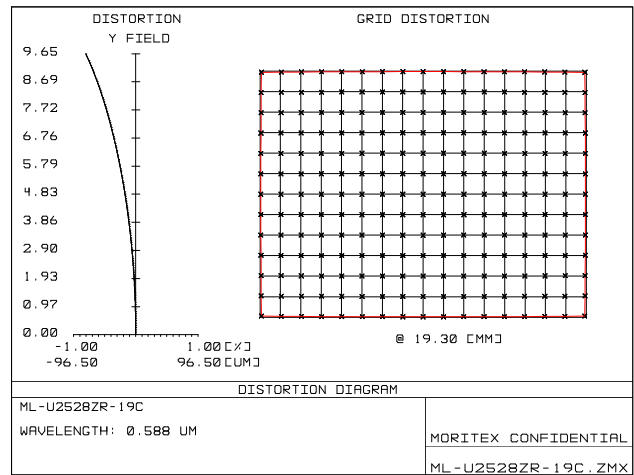 DISTORTION
Y FIELD
GRID DISTORTION
9.65
8.69
7.72
6.76
5.79
4.83
3.86
2.90
1.93
0.97
0.00
-1.00 1.00[%]
-96.50 96.50[UM]
@ 19.30 [MM]
DISTORTION DIAGRAM
ML-U2528ZR-19C
WAVELENGTH: 0.588 UM
MORITEX CONFIDENTIAL
ML-U2528ZR-19C.ZMX